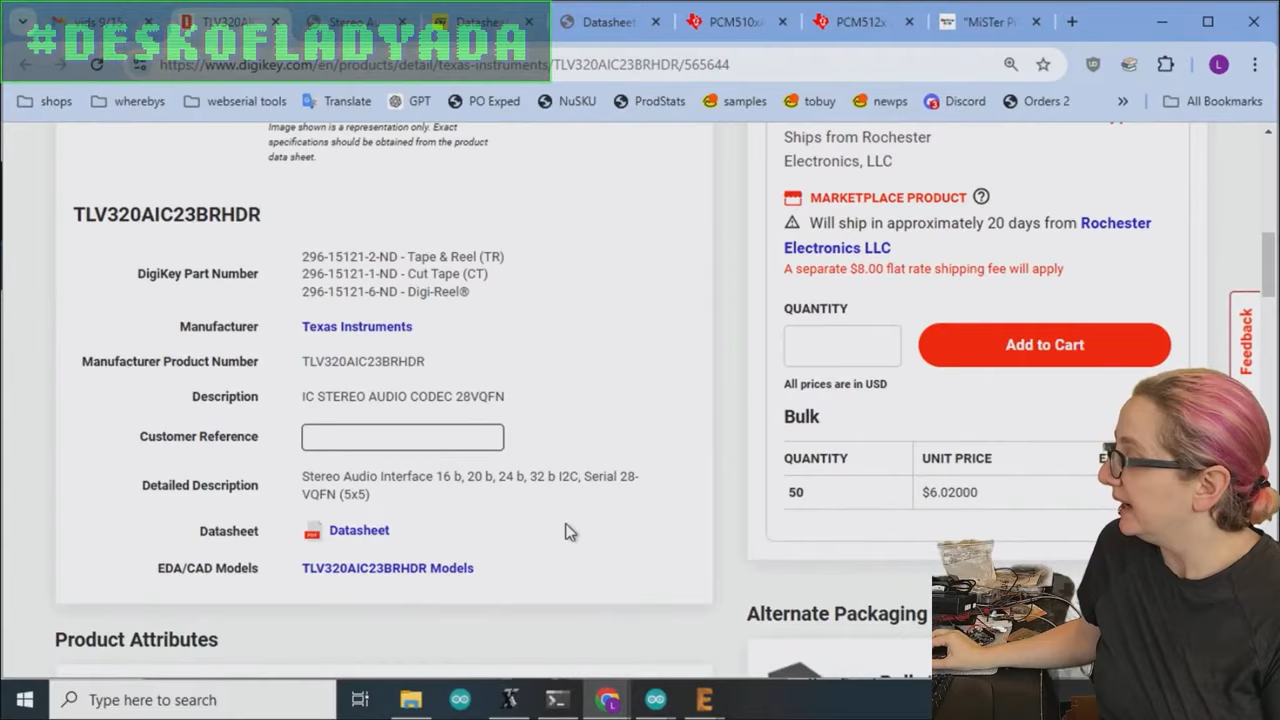 #DESKOFLADYADA
vids 9/15
TLV320AI
Stereo Au
Datashe
Datasheet
PCM510x
PCM512x
"MiSTer Pi
https://www.digikey.com/en/products/detail/texas-instruments/TLV320AIC23BRHDR/565644
L
shops
wherebys
webserial tools
Translate
GPT
PO Exped
NuSKU
ProdStats
samples
tobuy
newps
Discord
Orders 2
All Bookmarks
Image shown is a representation only. Exact
specifications should be obtained from the product
data sheet.
TLV320AIC23BRHDR
DigiKey Part Number
296-15121-2-ND - Tape & Reel (TR)
296-15121-1-ND - Cut Tape (CT)
296-15121-6-ND - Digi-Reel®
Manufacturer
Texas Instruments
Manufacturer Product Number
TLV320AIC23BRHDR
Description
IC STEREO AUDIO CODEC 28VQFN
Customer Reference
Detailed Description
Stereo Audio Interface 16 b, 20 b, 24 b, 32 b I2C, Serial 28-
VQFN (5x5)
Datasheet
Datasheet
EDA/CAD Models
TLV320AIC23BRHDR Models
Product Attributes
Ships from Rochester
Electronics, LLC
MARKETPLACE PRODUCT
Will ship in approximately 20 days from Rochester
Electronics LLC
A separate $8.00 flat rate shipping fee will apply
QUANTITY
Add to Cart
All prices are in USD
Bulk
QUANTITY
UNIT PRICE
50
$6.02000
Alternate Packaging
Feedback
Type here to search